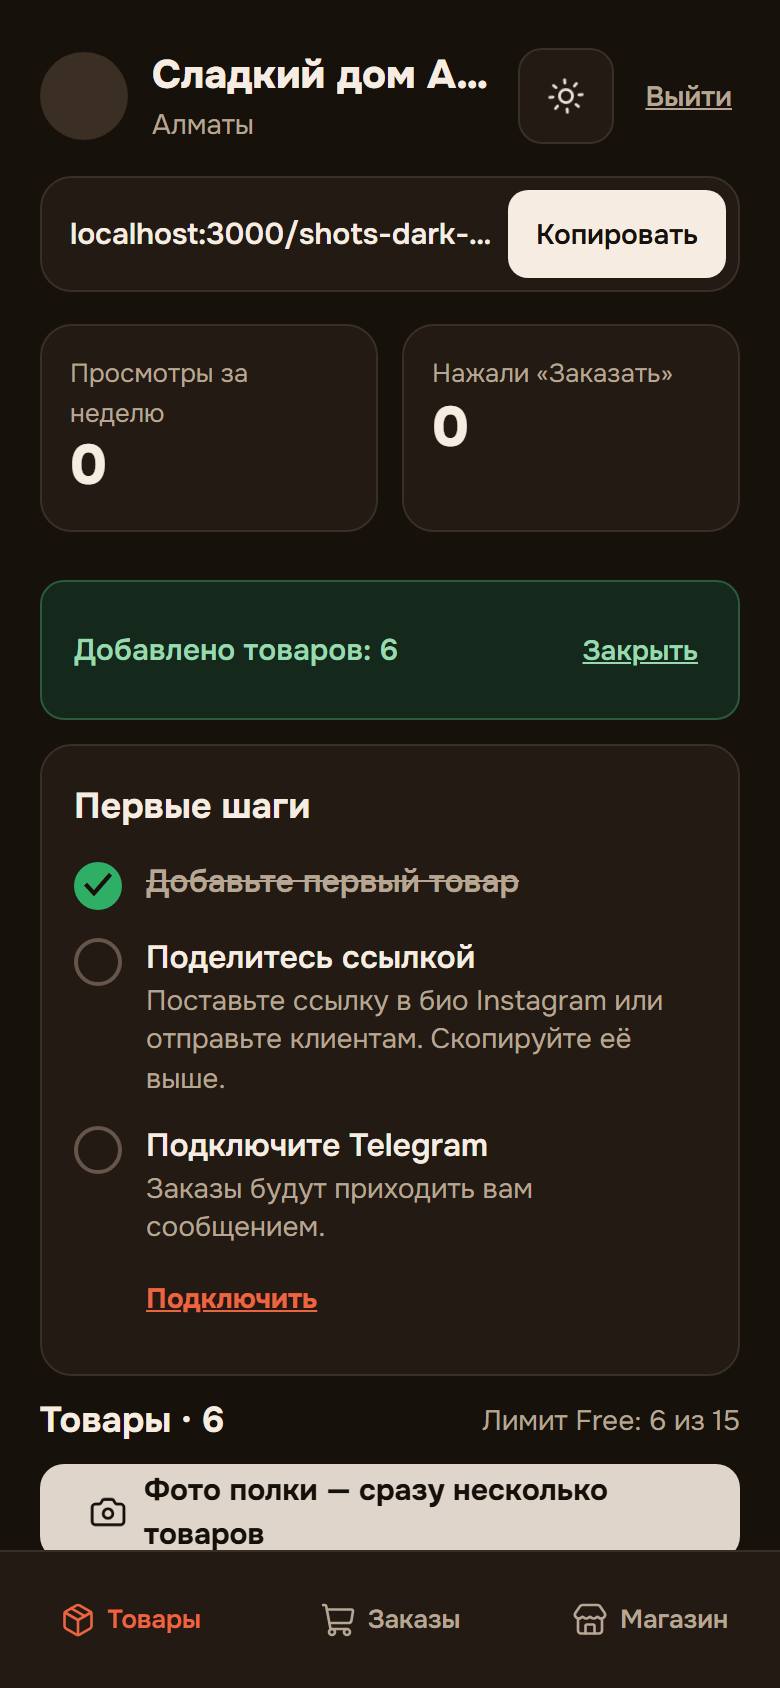 Сладкий дом А...
Алматы
Выйти
localhost:3000/shots-dark-...
Копировать
Просмотры за
неделю
0
Нажали «Заказать»
0
Добавлено товаров: 6
Закрыть
Первые шаги
Добавьте первый товар
Поделитесь ссылкой
Поставьте ссылку в био Instagram или
отправьте клиентам. Скопируйте её
выше.
Подключите Telegram
Заказы будут приходить вам
сообщением.
Подключить
Товары · 6
Лимит Free: 6 из 15
Фото полки — сразу несколько
товаров
Товары
Заказы
Магазин